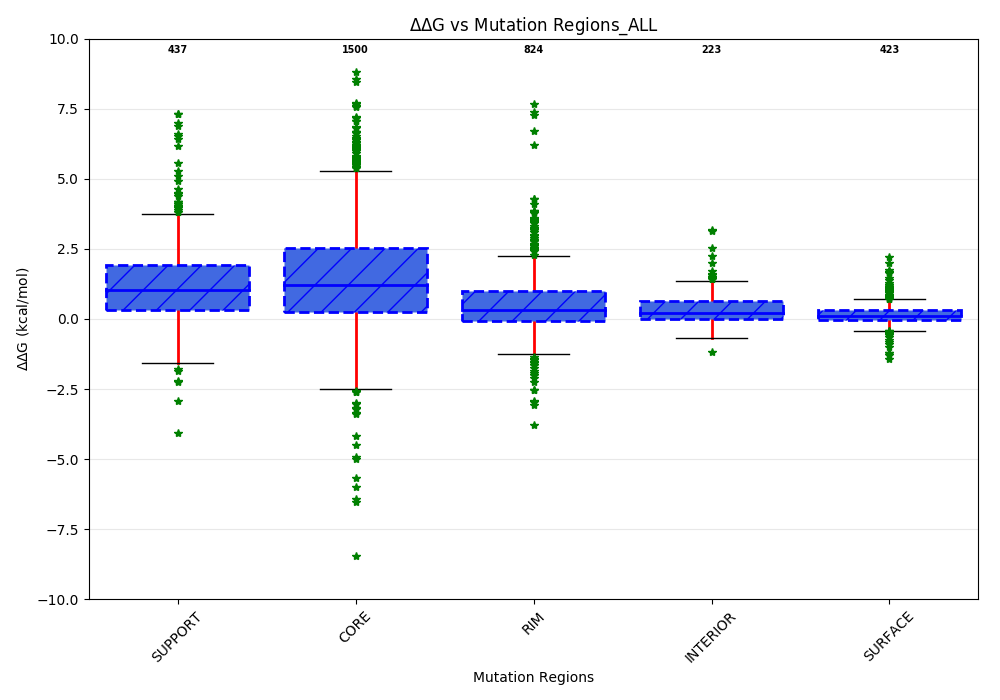 ΔΔG vs Mutation Regions_ALL
10.0
437 1500 824 223 423
7.5
5.0
2.5
0.0
−2.5
−5.0
−7.5
−10.0
ΔΔG (kcal/mol)
SUPPORT CORE RIM INTERIOR SURFACE
Mutation Regions